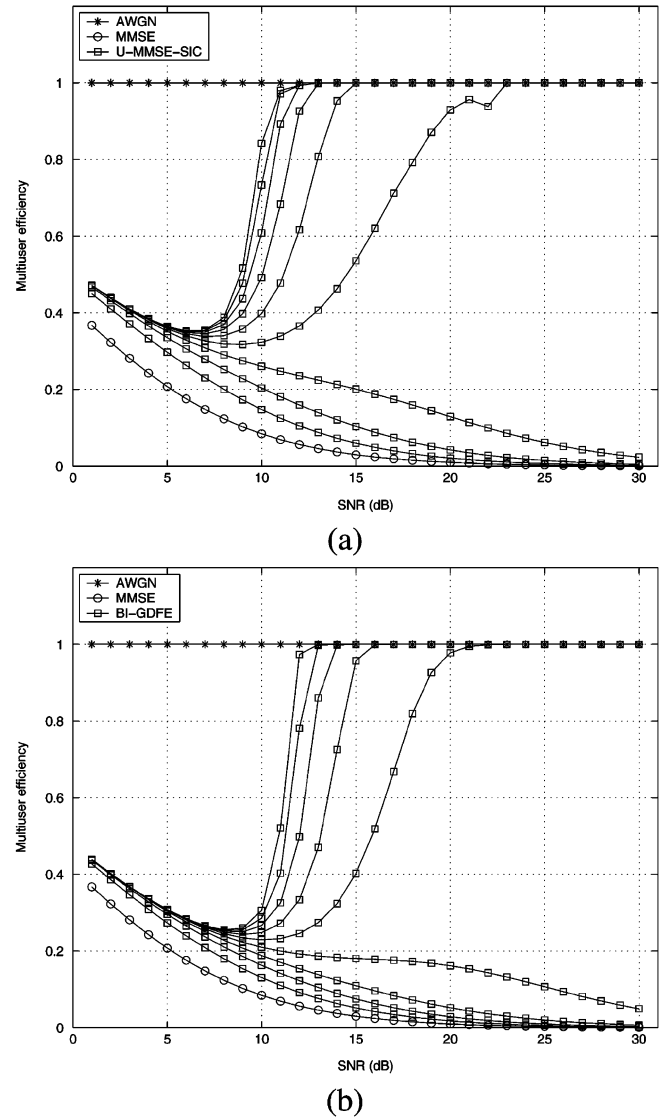 AWGN
MMSE
U-MMSE-SIC
1
0.8
0.6
0.4
0.2
0
Multiuser efficiency
0 5 10 15 20 25 30
SNR (dB)
(a)
AWGN
MMSE
BI-GDFE
1
0.8
0.6
0.4
0.2
0
Multiuser efficiency
0 5 10 15 20 25 30
SNR (dB)
(b)